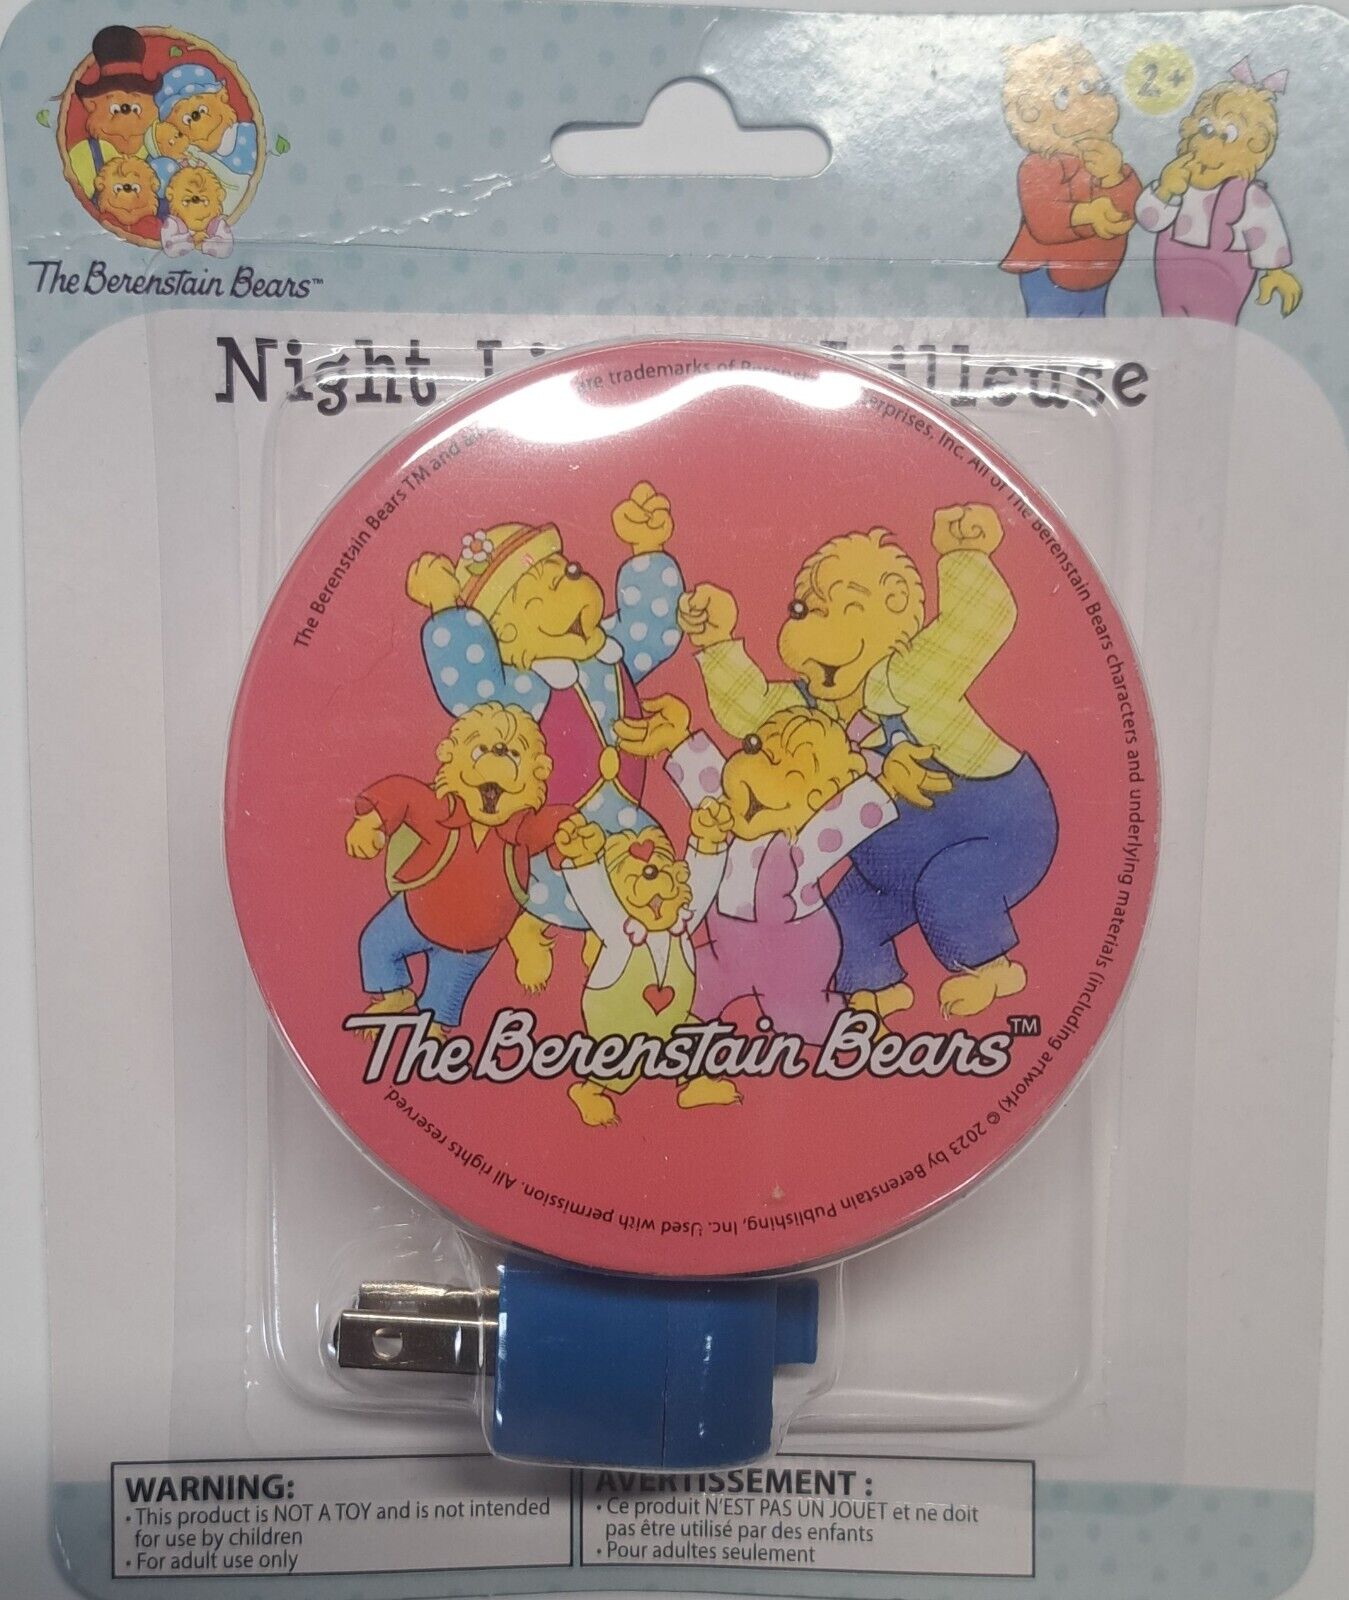 The Berenstain Bears™
2+
Night
The Berenstain Bears TM and
are trademarks of
Inc. All of The Berenstain Bears characters and underlying materials (including artwork) © 2023 by Berenstain Publishing, Inc. Used with permission. All rights reserved.
The Berenstain Bears™
WARNING:
• This product is NOT A TOY and is not intended
for use by children
• For adult use only
AVERTISSEMENT :
• Ce produit N'EST PAS UN JOUET et ne doit
pas être utilisé par des enfants
• Pour adultes seulement